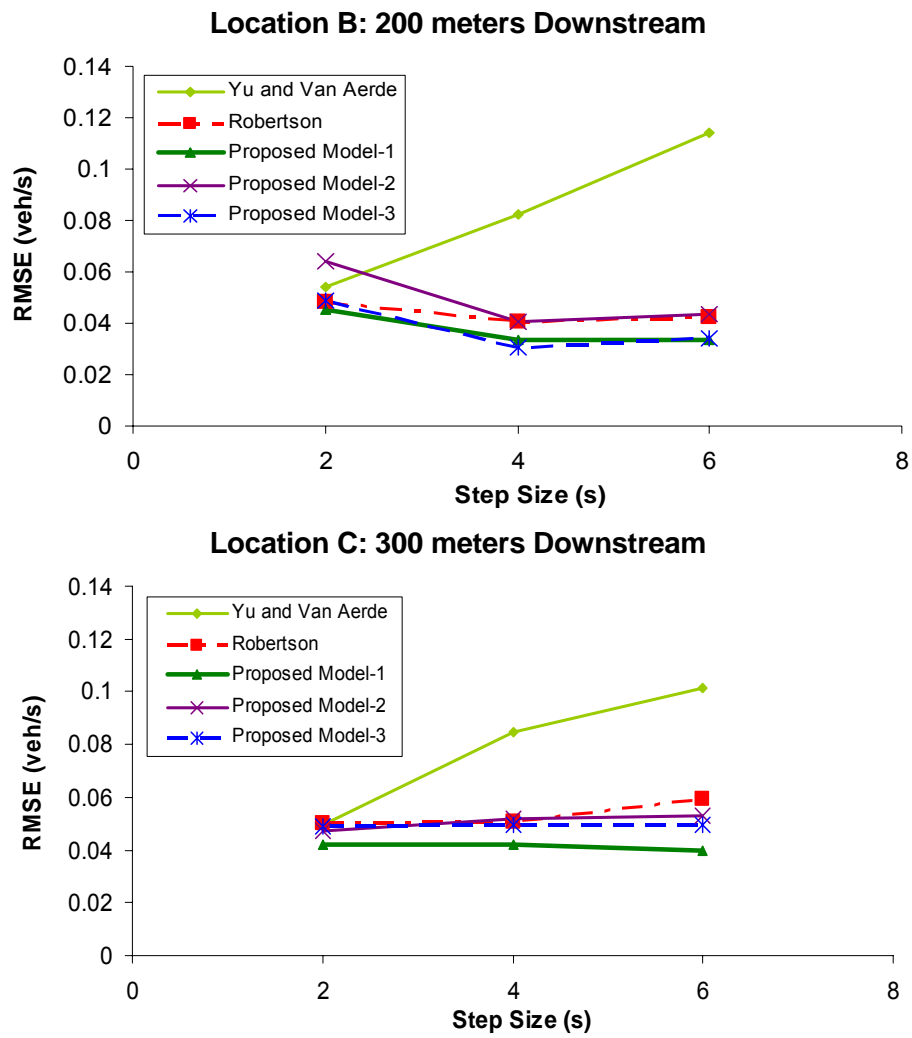 Location B: 200 meters Downstream
0.14
0.12
0.1
0.08
0.06
0.04
0.02
0
RMSE (veh/s)
Yu and Van Aerde
Robertson
Proposed Model-1
Proposed Model-2
Proposed Model-3
0 2 4 6 8
Step Size (s)
Location C: 300 meters Downstream
0.14
0.12
0.1
0.08
0.06
0.04
0.02
0
RMSE (veh/s)
Yu and Van Aerde
Robertson
Proposed Model-1
Proposed Model-2
Proposed Model-3
0 2 4 6 8
Step Size (s)